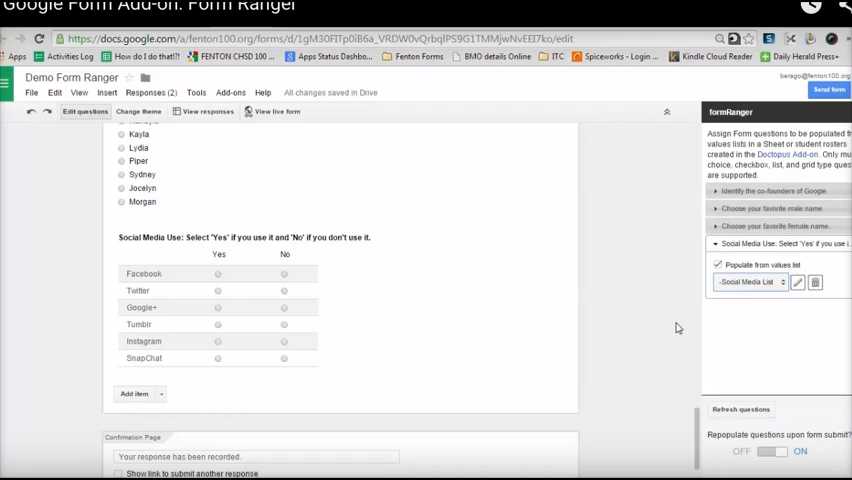 Google Form Add-on: Form Ranger
https://docs.google.com/a/fenton100.org/forms/d/1gM30FITp0iB6a_VRDW0vQrbqlPS9G1TMMjwNvEEI7ko/edit
Apps Activities Log How do I do that? FENTON CHSD 100 ... Apps Status Dashbo... Fenton Forms BMO details Online ITC Spiceworks - Login ... Kindle Cloud Reader Daily Herald Press+
Demo Form Ranger
berago@fenton100.org
File Edit View Insert Responses (2) Tools Add-ons Help All changes saved in Drive
Send form
Edit questions Change theme View responses View live form
formRanger
Kayla
Lydia
Piper
Sydney
Jocelyn
Morgan
Social Media Use: Select 'Yes' if you use it and 'No' if you don't use it.
Yes No
Facebook
Twitter
Google+
Tumblr
Instagram
SnapChat
Add item
Confirmation Page
Your response has been recorded.
Show link to submit another response
Assign Form questions to be populated fr
values lists in a Sheet or student rosters
created in the Doctopus Add-on. Only mu
choice, checkbox, list, and grid type ques
are supported.
Identify the co-founders of Google.
Choose your favorite male name
Choose your favorite female name.
Social Media Use: Select 'Yes' if you use i...
Populate from values list
-Social Media List
Refresh questions
Repopulate questions upon form submit?
OFF ON